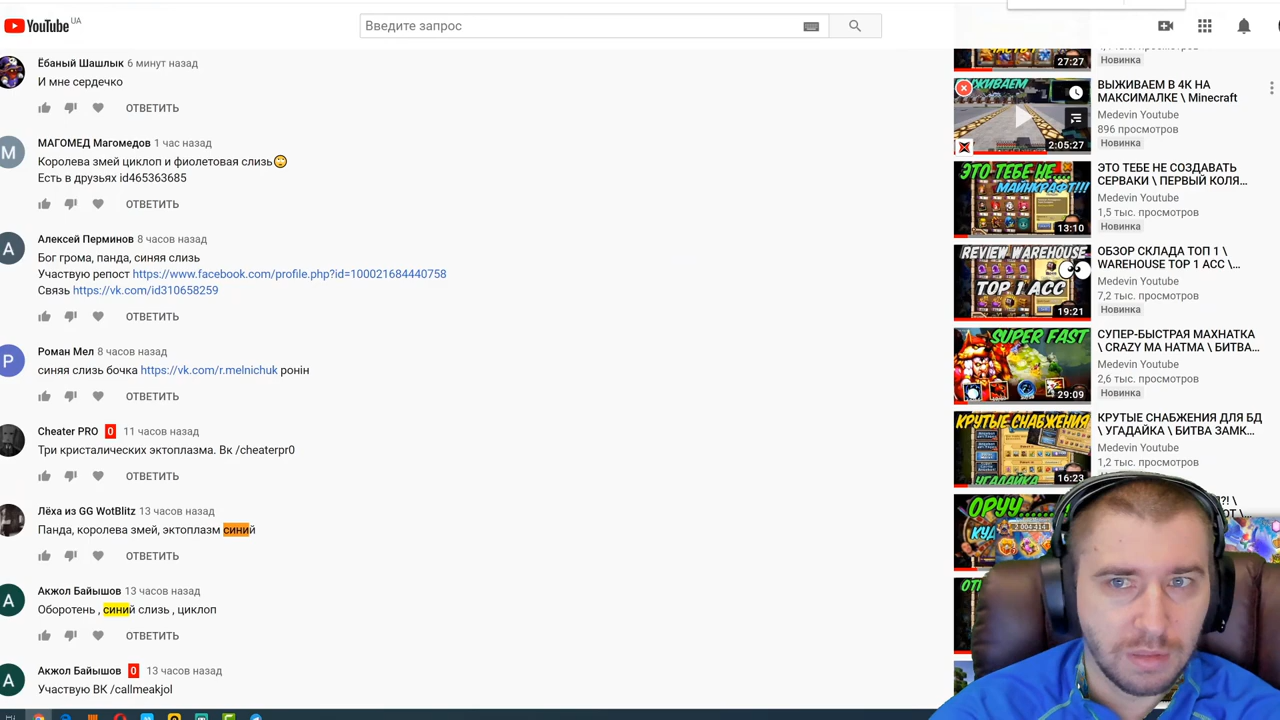 YouTube UA
Введите запрос
Ёбаный Шашлык 6 минут назад
И мне сердечко
ОТВЕТИТЬ
МАГОМЕД Магомедов 1 час назад
Королева змей циклоп и фиолетовая слизь
Есть в друзьях id465363685
ОТВЕТИТЬ
Алексей Перминов 8 часов назад
Бог грома, панда, синяя слизь
Участвую репост https://www.facebook.com/profile.php?id=100021684440758
Связь https://vk.com/id310658259
ОТВЕТИТЬ
Роман Мел 8 часов назад
синяя слизь бочка https://vk.com/r.melnichuk ронін
ОТВЕТИТЬ
Cheater PRO 0 11 часов назад
Три кристалических эктоплазма. Вк /cheaterpr0
ОТВЕТИТЬ
Лёха из GG WotBlitz 13 часов назад
Панда, королева змей, эктоплазм синий
ОТВЕТИТЬ
Акжол Байышов 13 часов назад
Оборотень , синий слизь , циклоп
ОТВЕТИТЬ
Акжол Байышов 0 13 часов назад
Участвую ВК /callmeakjol
27:27
Новинка
ВЫЖИВАЕМ
2:05:27
ВЫЖИВАЕМ В 4К НА
МАКСИМАЛКЕ \ Minecraft
Medevin Youtube
896 просмотров
Новинка
ЭТО ТЕБЕ НЕ...
МАЙНКРАФТ!!!
13:10
ЭТО ТЕБЕ НЕ СОЗДАВАТЬ
СЕРВАКИ \ ПЕРВЫЙ КОЛЯ...
Medevin Youtube
1,5 тыс. просмотров
Новинка
REVIEW WAREHOUSE
TOP 1 ACC
19:21
ОБЗОР СКЛАДА ТОП 1 \
WAREHOUSE TOP 1 ACC \...
Medevin Youtube
7,2 тыс. просмотров
Новинка
SUPER FAST
29:09
СУПЕР-БЫСТРАЯ МАХНАТКА
\ CRAZY MA HATMA \ БИТВА...
Medevin Youtube
2,6 тыс. просмотров
Новинка
КРУТЫЕ СНАБЖЕНИЯ
УГАДАЙКА
16:23
КРУТЫЕ СНАБЖЕНИЯ ДЛЯ БД
\ УГАДАЙКА \ БИТВА ЗАМК...
Medevin Youtube
1,2 тыс. просмотров
ОРУУ......